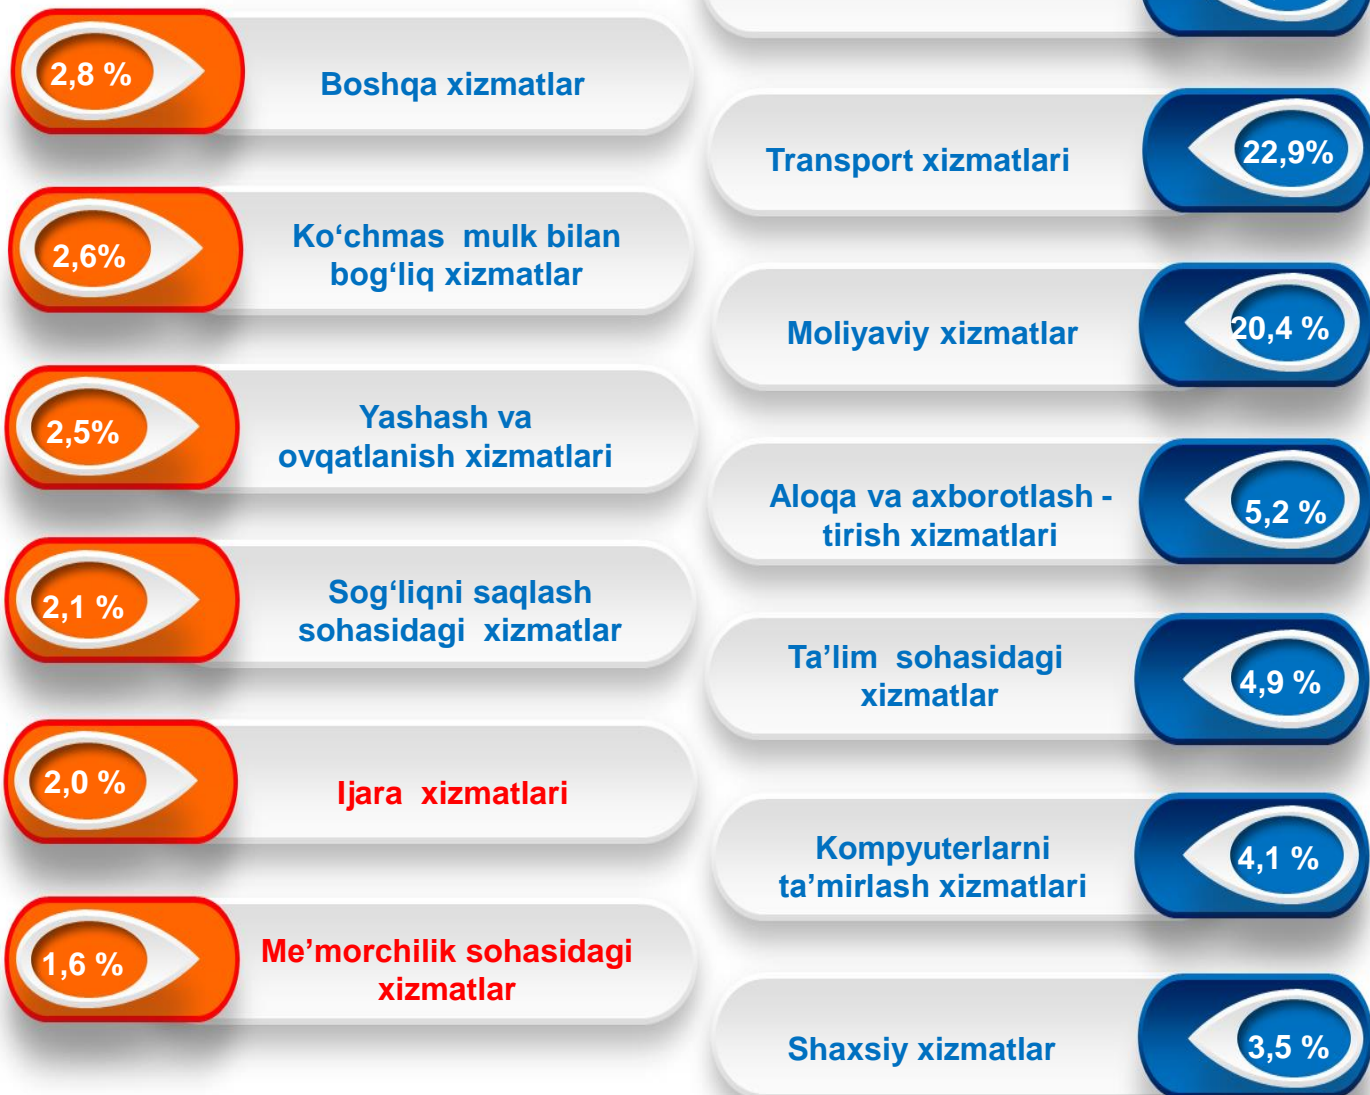 2,8 %
Boshqa xizmatlar
2,6%
Ko‘chmas mulk bilan
bog‘liq xizmatlar
2,5%
Yashash va
ovqatlanish xizmatlari
2,1 %
Sog‘liqni saqlash
sohasidagi xizmatlar
2,0 %
Ijara xizmatlari
1,6 %
Me’morchilik sohasidagi
xizmatlar
Transport xizmatlari
22,9%
Moliyaviy xizmatlar
20,4 %
Aloqa va axborotlash -
tirish xizmatlari
5,2 %
Ta’lim sohasidagi
xizmatlar
4,9 %
Kompyuterlarni
ta’mirlash xizmatlari
4,1 %
Shaxsiy xizmatlar
3,5 %